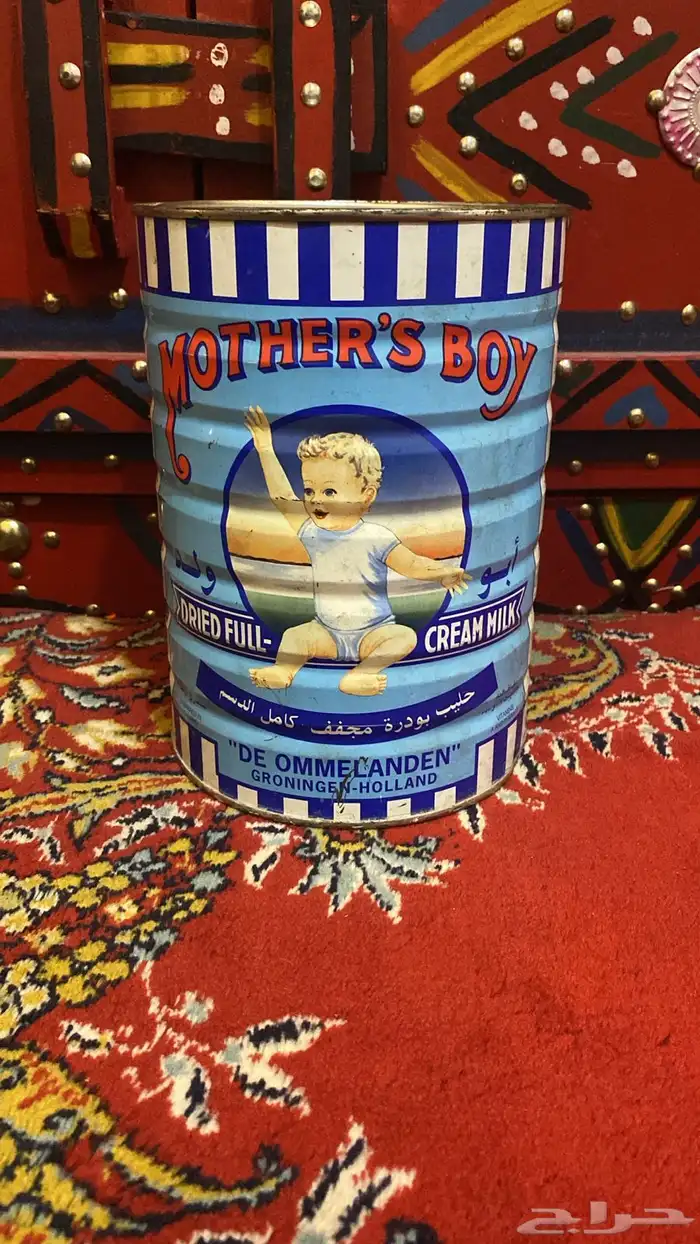 MOTHER'S BOY
أبو ولد
DRIED FULL-CREAM MILK
حليب بودرة مجفف كامل الدسم
"DE OMMELANDEN"
GRONINGEN-HOLLAND
حراج